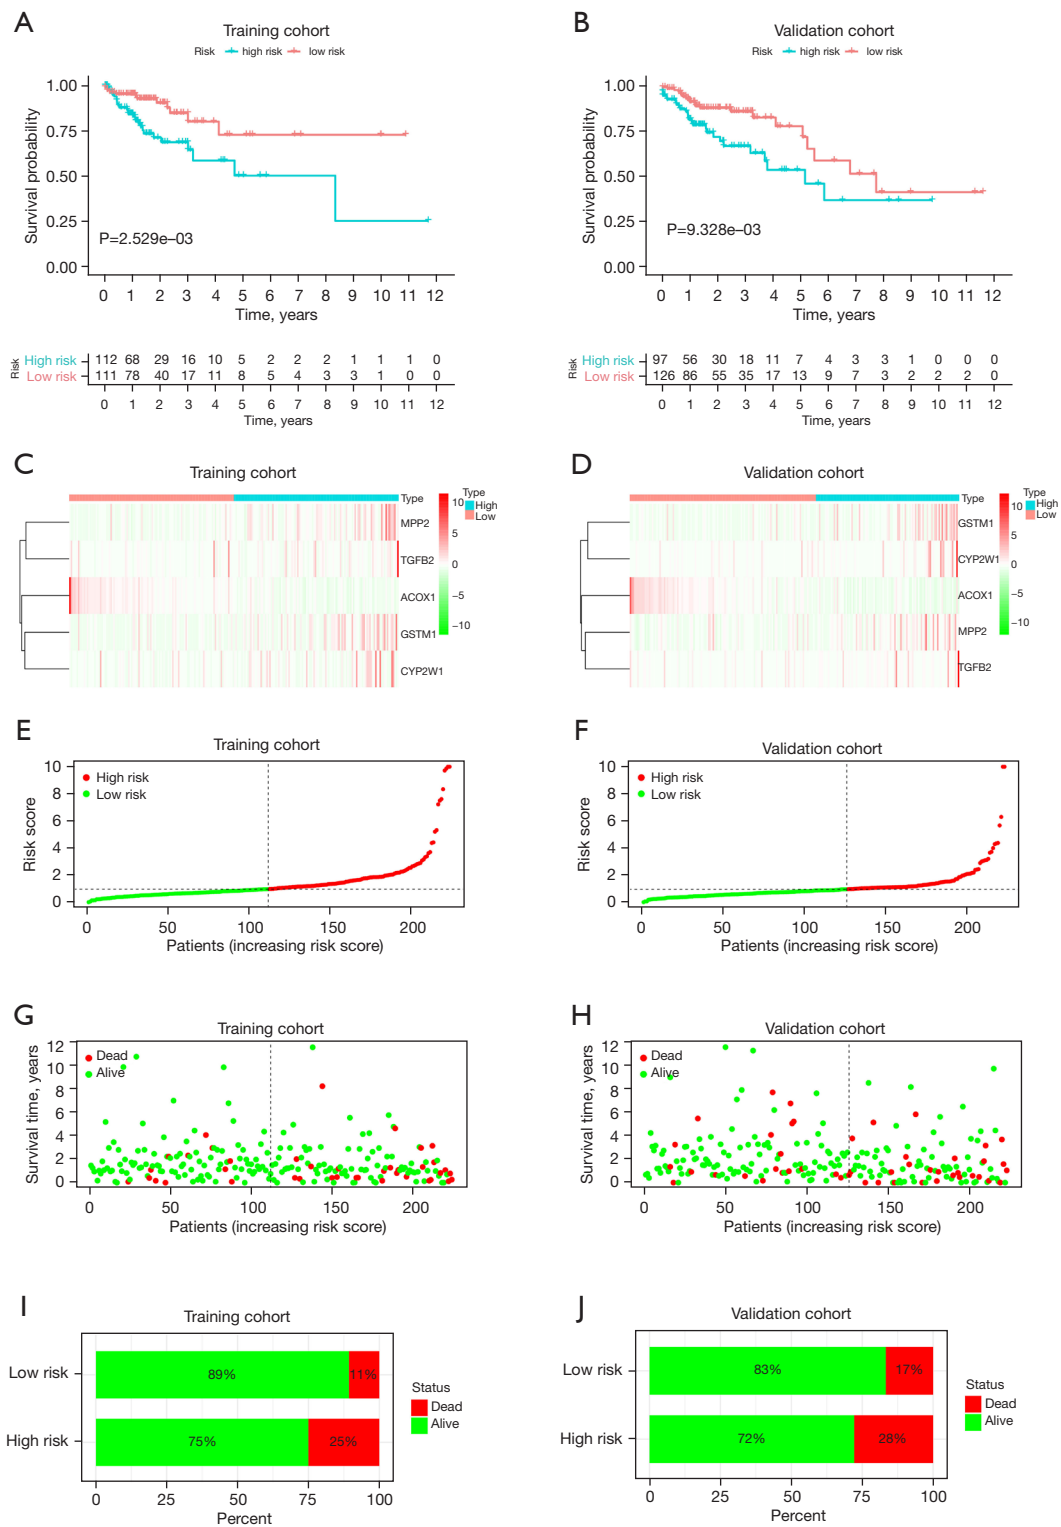 A
Training cohort
Risk high risk low risk
Survival probability
1.00
0.75
0.50
0.25
0.00
P=2.529e–03
0 1 2 3 4 5 6 7 8 9 10 11 12
Time, years
Risk
High risk 112 68 29 16 10 5 2 2 2 1 1 1 0
Low risk 111 78 40 17 11 8 5 4 3 3 1 0 0
0 1 2 3 4 5 6 7 8 9 10 11 12
Time, years
B
Validation cohort
Risk high risk low risk
Survival probability
1.00
0.75
0.50
0.25
0.00
P=9.328e–03
0 1 2 3 4 5 6 7 8 9 10 11 12
Time, years
Risk
High risk 97 56 30 18 11 7 4 3 3 1 0 0 0
Low risk 126 86 55 35 17 13 9 7 3 2 2 2 0
0 1 2 3 4 5 6 7 8 9 10 11 12
Time, years
C
Training cohort
Type
MPP2
TGFB2
ACOX1
GSTM1
CYP2W1
10
5
0
−5
−10
Type
High
Low
D
Validation cohort
Type
GSTM1
CYP2W1
ACOX1
MPP2
TGFB2
10
5
0
−5
−10
Type
High
Low
E
Training cohort
Risk score
10
8
6
4
2
0
High risk
Low risk
0 50 100 150 200
Patients (increasing risk score)
F
Validation cohort
Risk score
10
8
6
4
2
0
High risk
Low risk
0 50 100 150 200
Patients (increasing risk score)
G
Training cohort
Survival time, years
12
10
8
6
4
2
0
Dead
Alive
0 50 100 150 200
Patients (increasing risk score)
H
Validation cohort
Survival time, years
12
10
8
6
4
2
0
Dead
Alive
0 50 100 150 200
Patients (increasing risk score)
I
Training cohort
Low risk 89% 11%
High risk 75% 25%
0 25 50 75 100
Percent
Status
Dead
Alive
J
Validation cohort
Low risk 83% 17%
High risk 72% 28%
0 25 50 75 100
Percent
Status
Dead
Alive